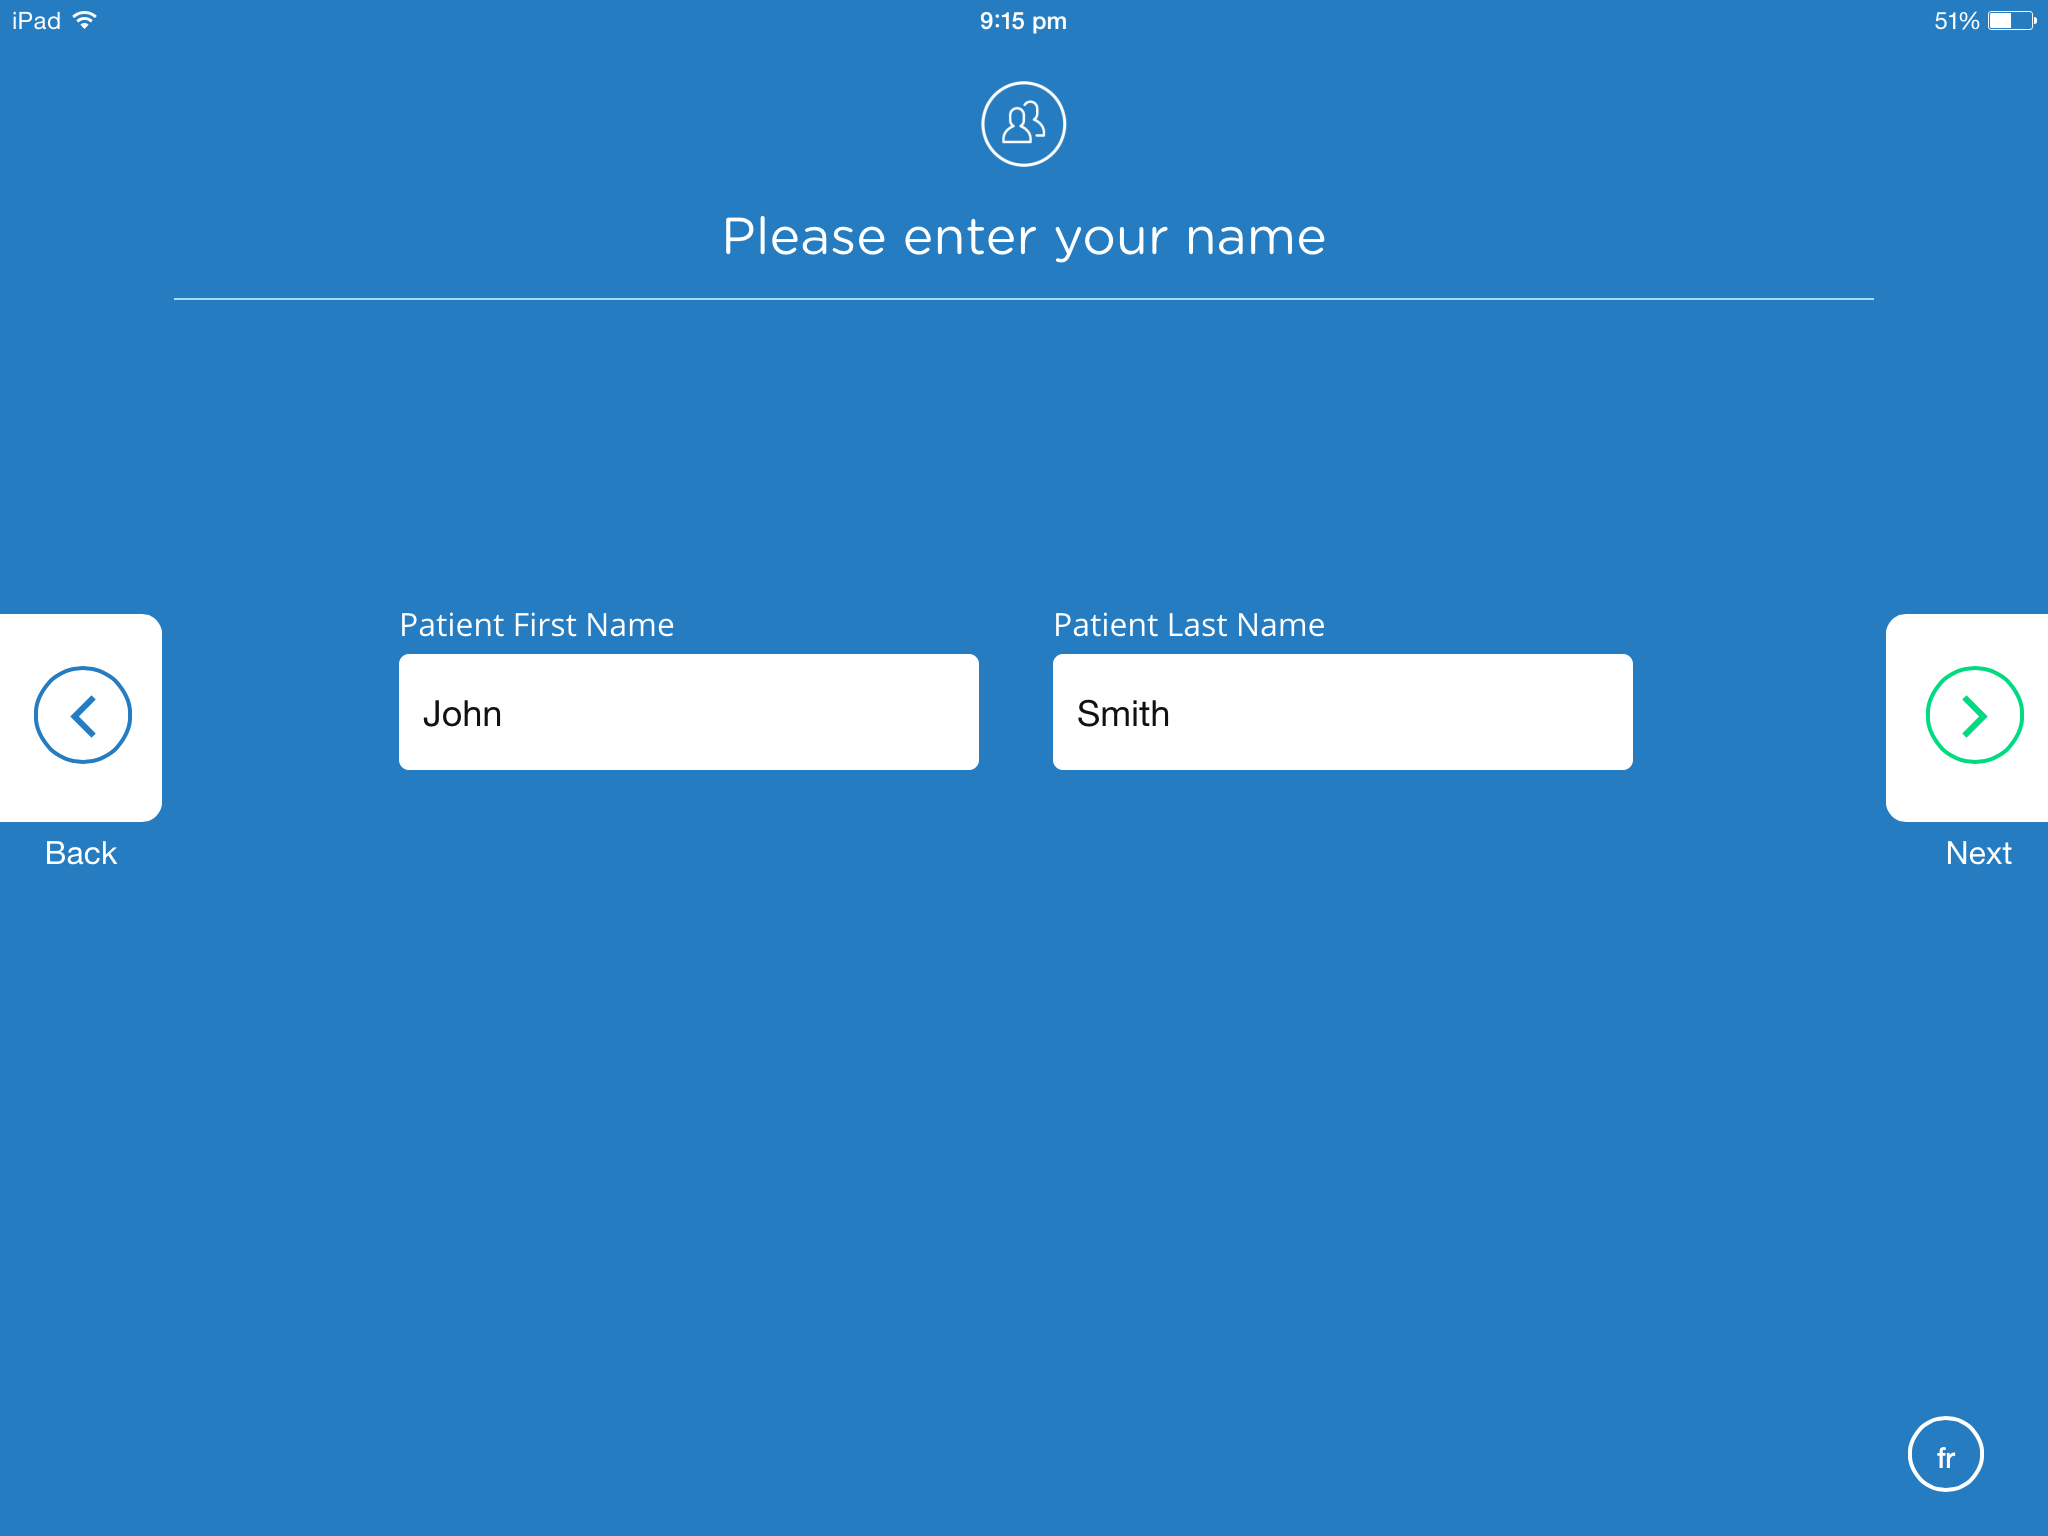 iPad 9:15 pm 51%
Please enter your name
Patient First Name Patient Last Name
John Smith
Back Next
fr